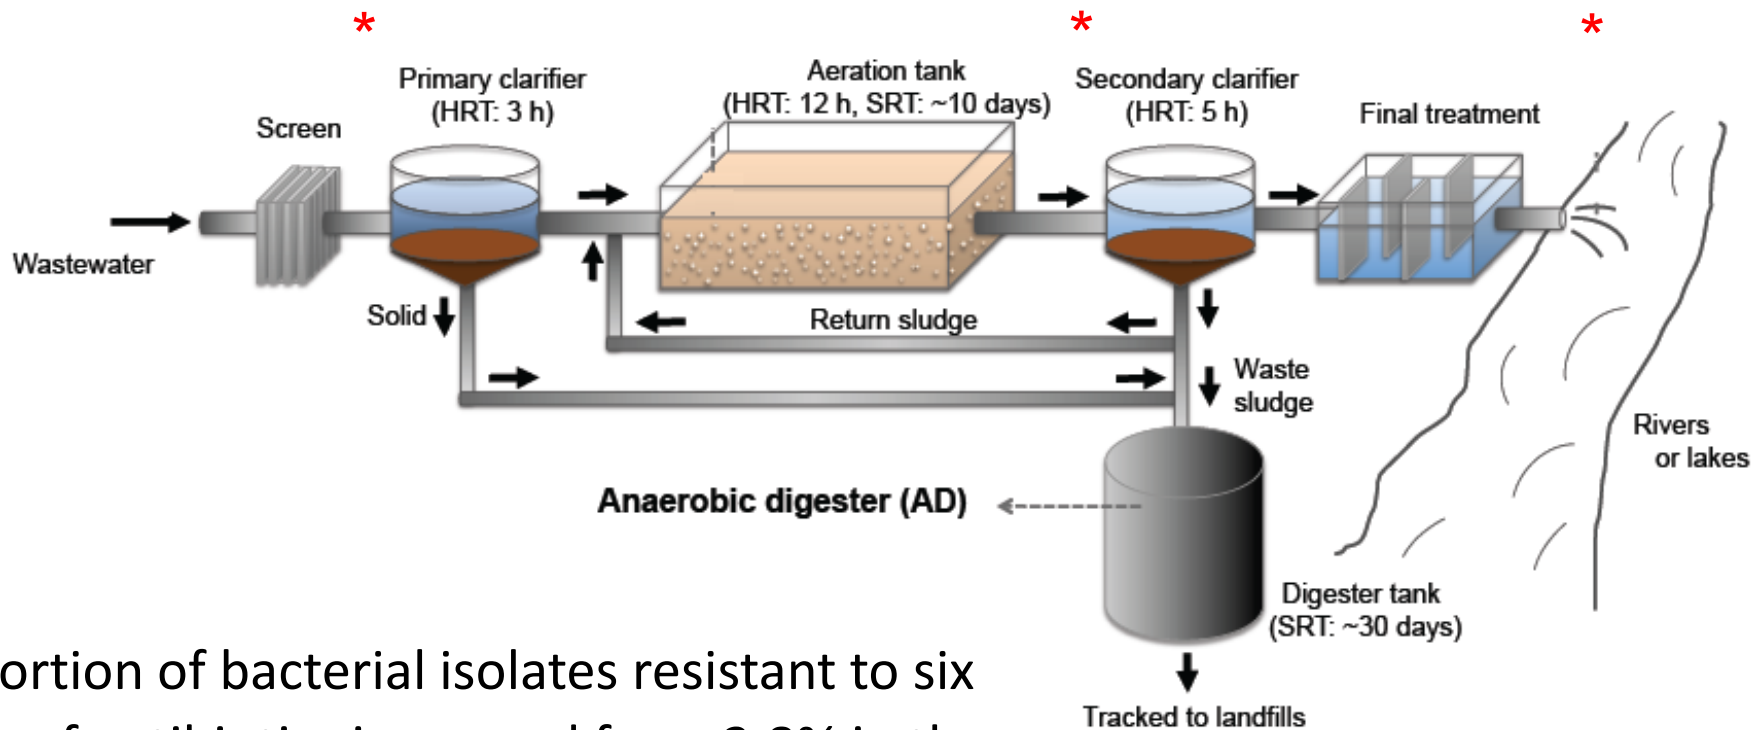 * * *
Primary clarifier
(HRT: 3 h)
Aeration tank
(HRT: 12 h, SRT: ~10 days)
Secondary clarifier
(HRT: 5 h)
Screen
Final treatment
Wastewater
Solid
Return sludge
Waste
sludge
Rivers
or lakes
Anaerobic digester (AD)
Digester tank
(SRT: ~30 days)
Tracked to landfills
ortion of bacterial isolates resistant to six